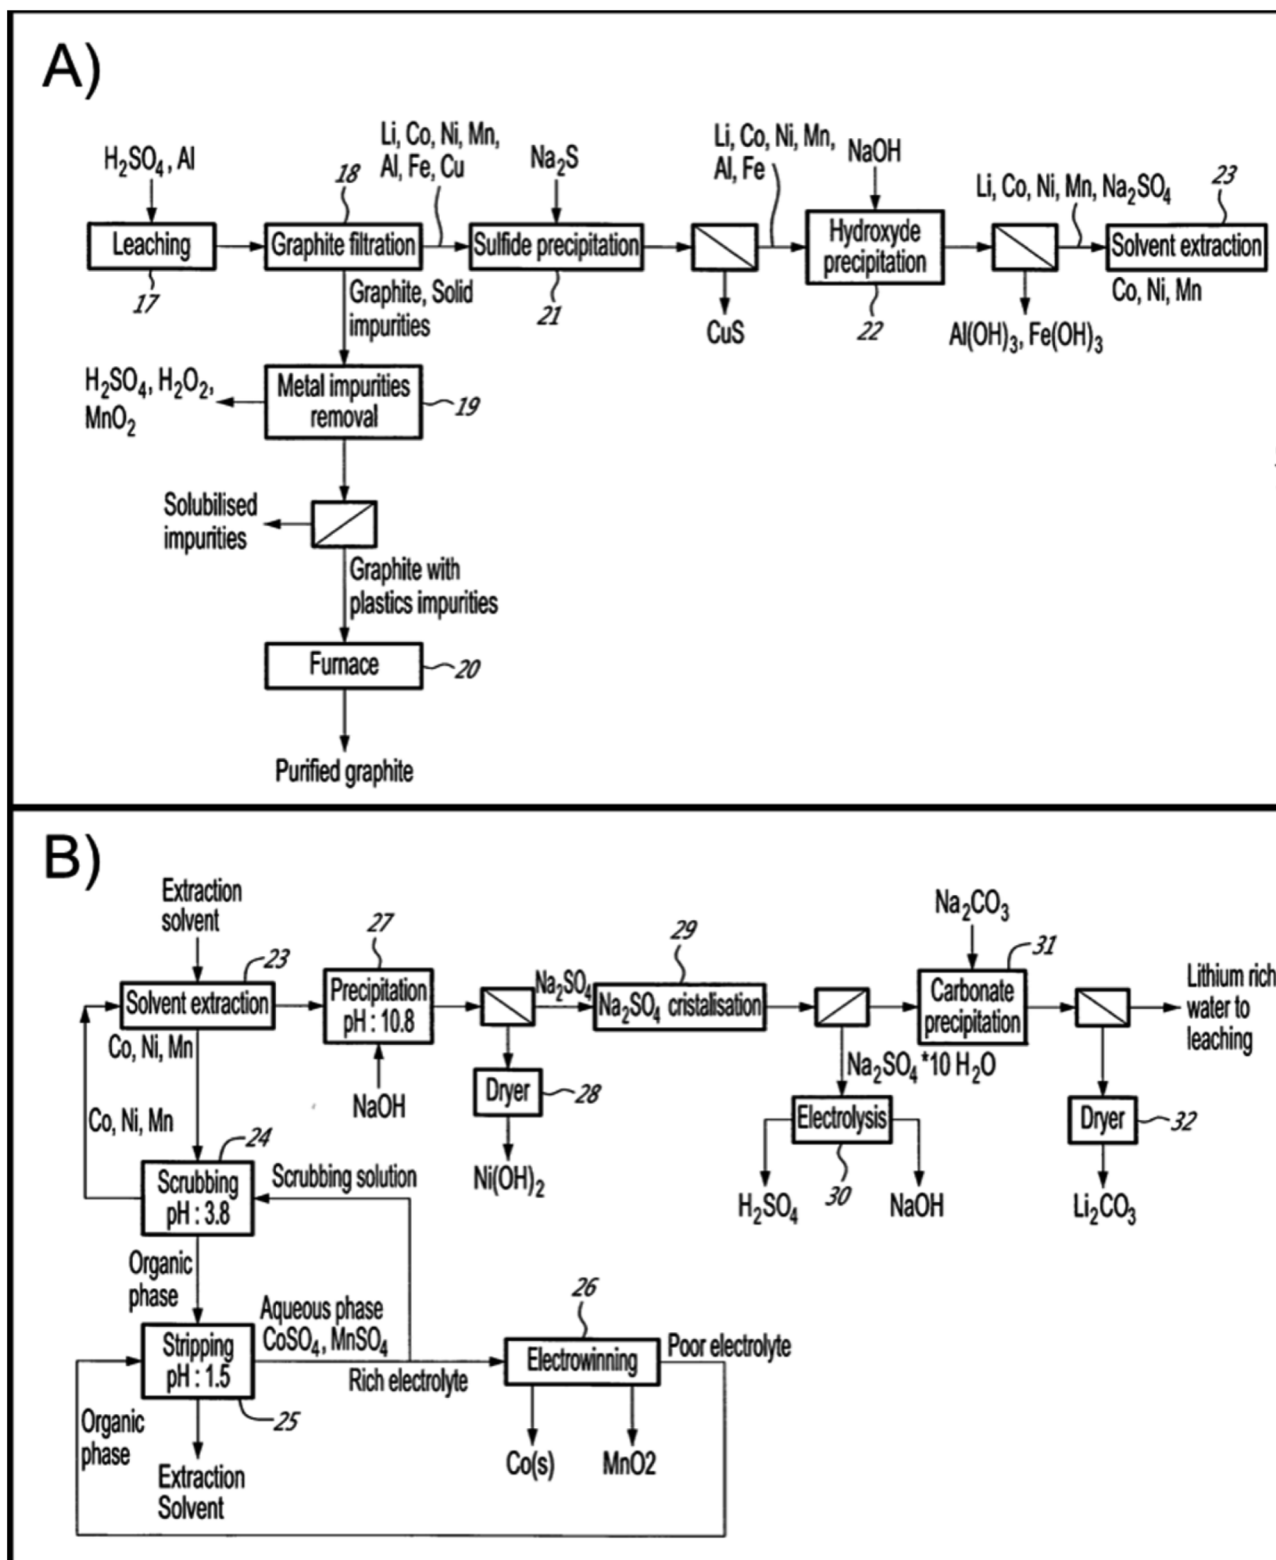 A)
H₂SO₄, Al
Leaching
17
18
Graphite filtration
Li, Co, Ni, Mn,
Al, Fe, Cu
Na₂S
Sulfide precipitation
21
CuS
Li, Co, Ni, Mn,
Al, Fe
NaOH
Hydroxyde
precipitation
22
Al(OH)₃, Fe(OH)₃
Li, Co, Ni, Mn, Na₂SO₄
23
Solvent extraction
Co, Ni, Mn
Graphite, Solid
impurities
H₂SO₄, H₂O₂,
MnO₂
Metal impurities
removal
19
Solubilised
impurities
Graphite with
plastics impurities
Furnace
20
Purified graphite
B)
Extraction
solvent
23
Solvent extraction
Co, Ni, Mn
27
Precipitation
pH : 10.8
NaOH
Dryer
28
Ni(OH)₂
Na₂SO₄
29
Na₂SO₄ cristalisation
Na₂SO₄ *10 H₂O
Electrolysis
30
H₂SO₄
NaOH
Na₂CO₃
31
Carbonate
precipitation
Lithium rich
water to
leaching
Dryer
32
Li₂CO₃
Co, Ni, Mn
24
Scrubbing
pH : 3.8
Scrubbing solution
Organic
phase
Stripping
pH : 1.5
25
Aqueous phase
CoSO₄, MnSO₄
Rich electrolyte
26
Electrowinning
Poor electrolyte
Co(s)
MnO2
Organic
phase
Extraction
Solvent